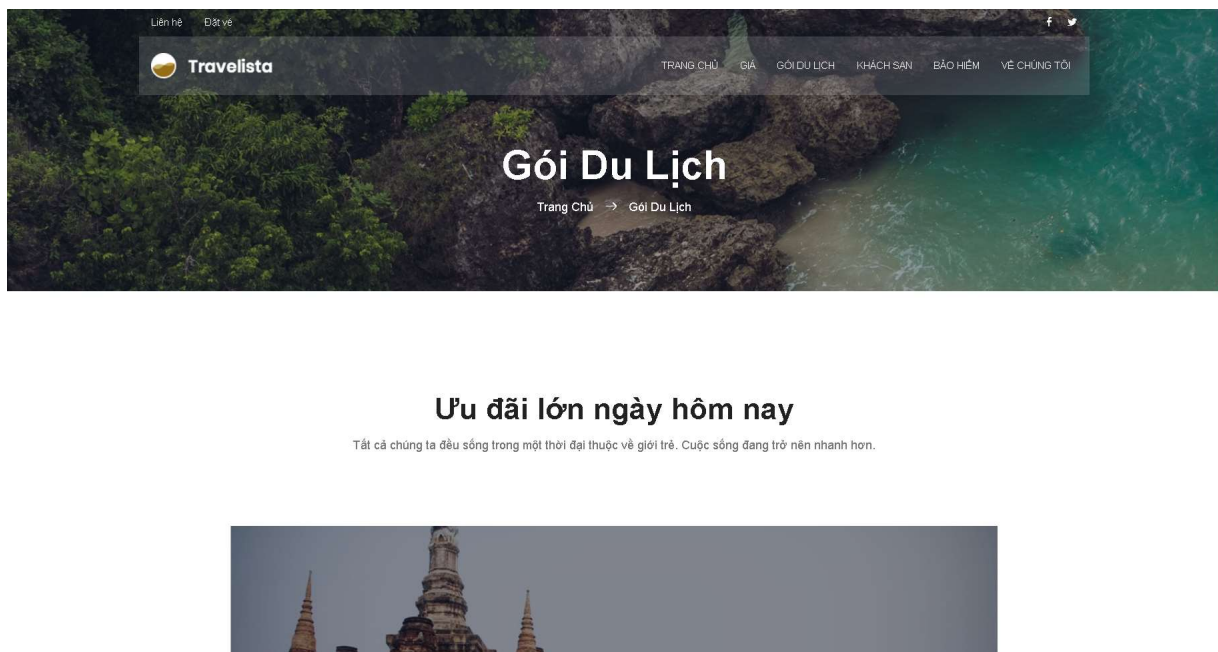 Liên hệ Đặt vé
Travelista
TRANG CHỦ GIÁ GÓI DU LỊCH KHÁCH SẠN BẢO HIỂM VỀ CHÚNG TÔI
Gói Du Lịch
Trang Chủ → Gói Du Lịch
Ưu đãi lớn ngày hôm nay
Tất cả chúng ta đều sống trong một thời đại thuộc về giới trẻ. Cuộc sống đang trở nên nhanh hơn.